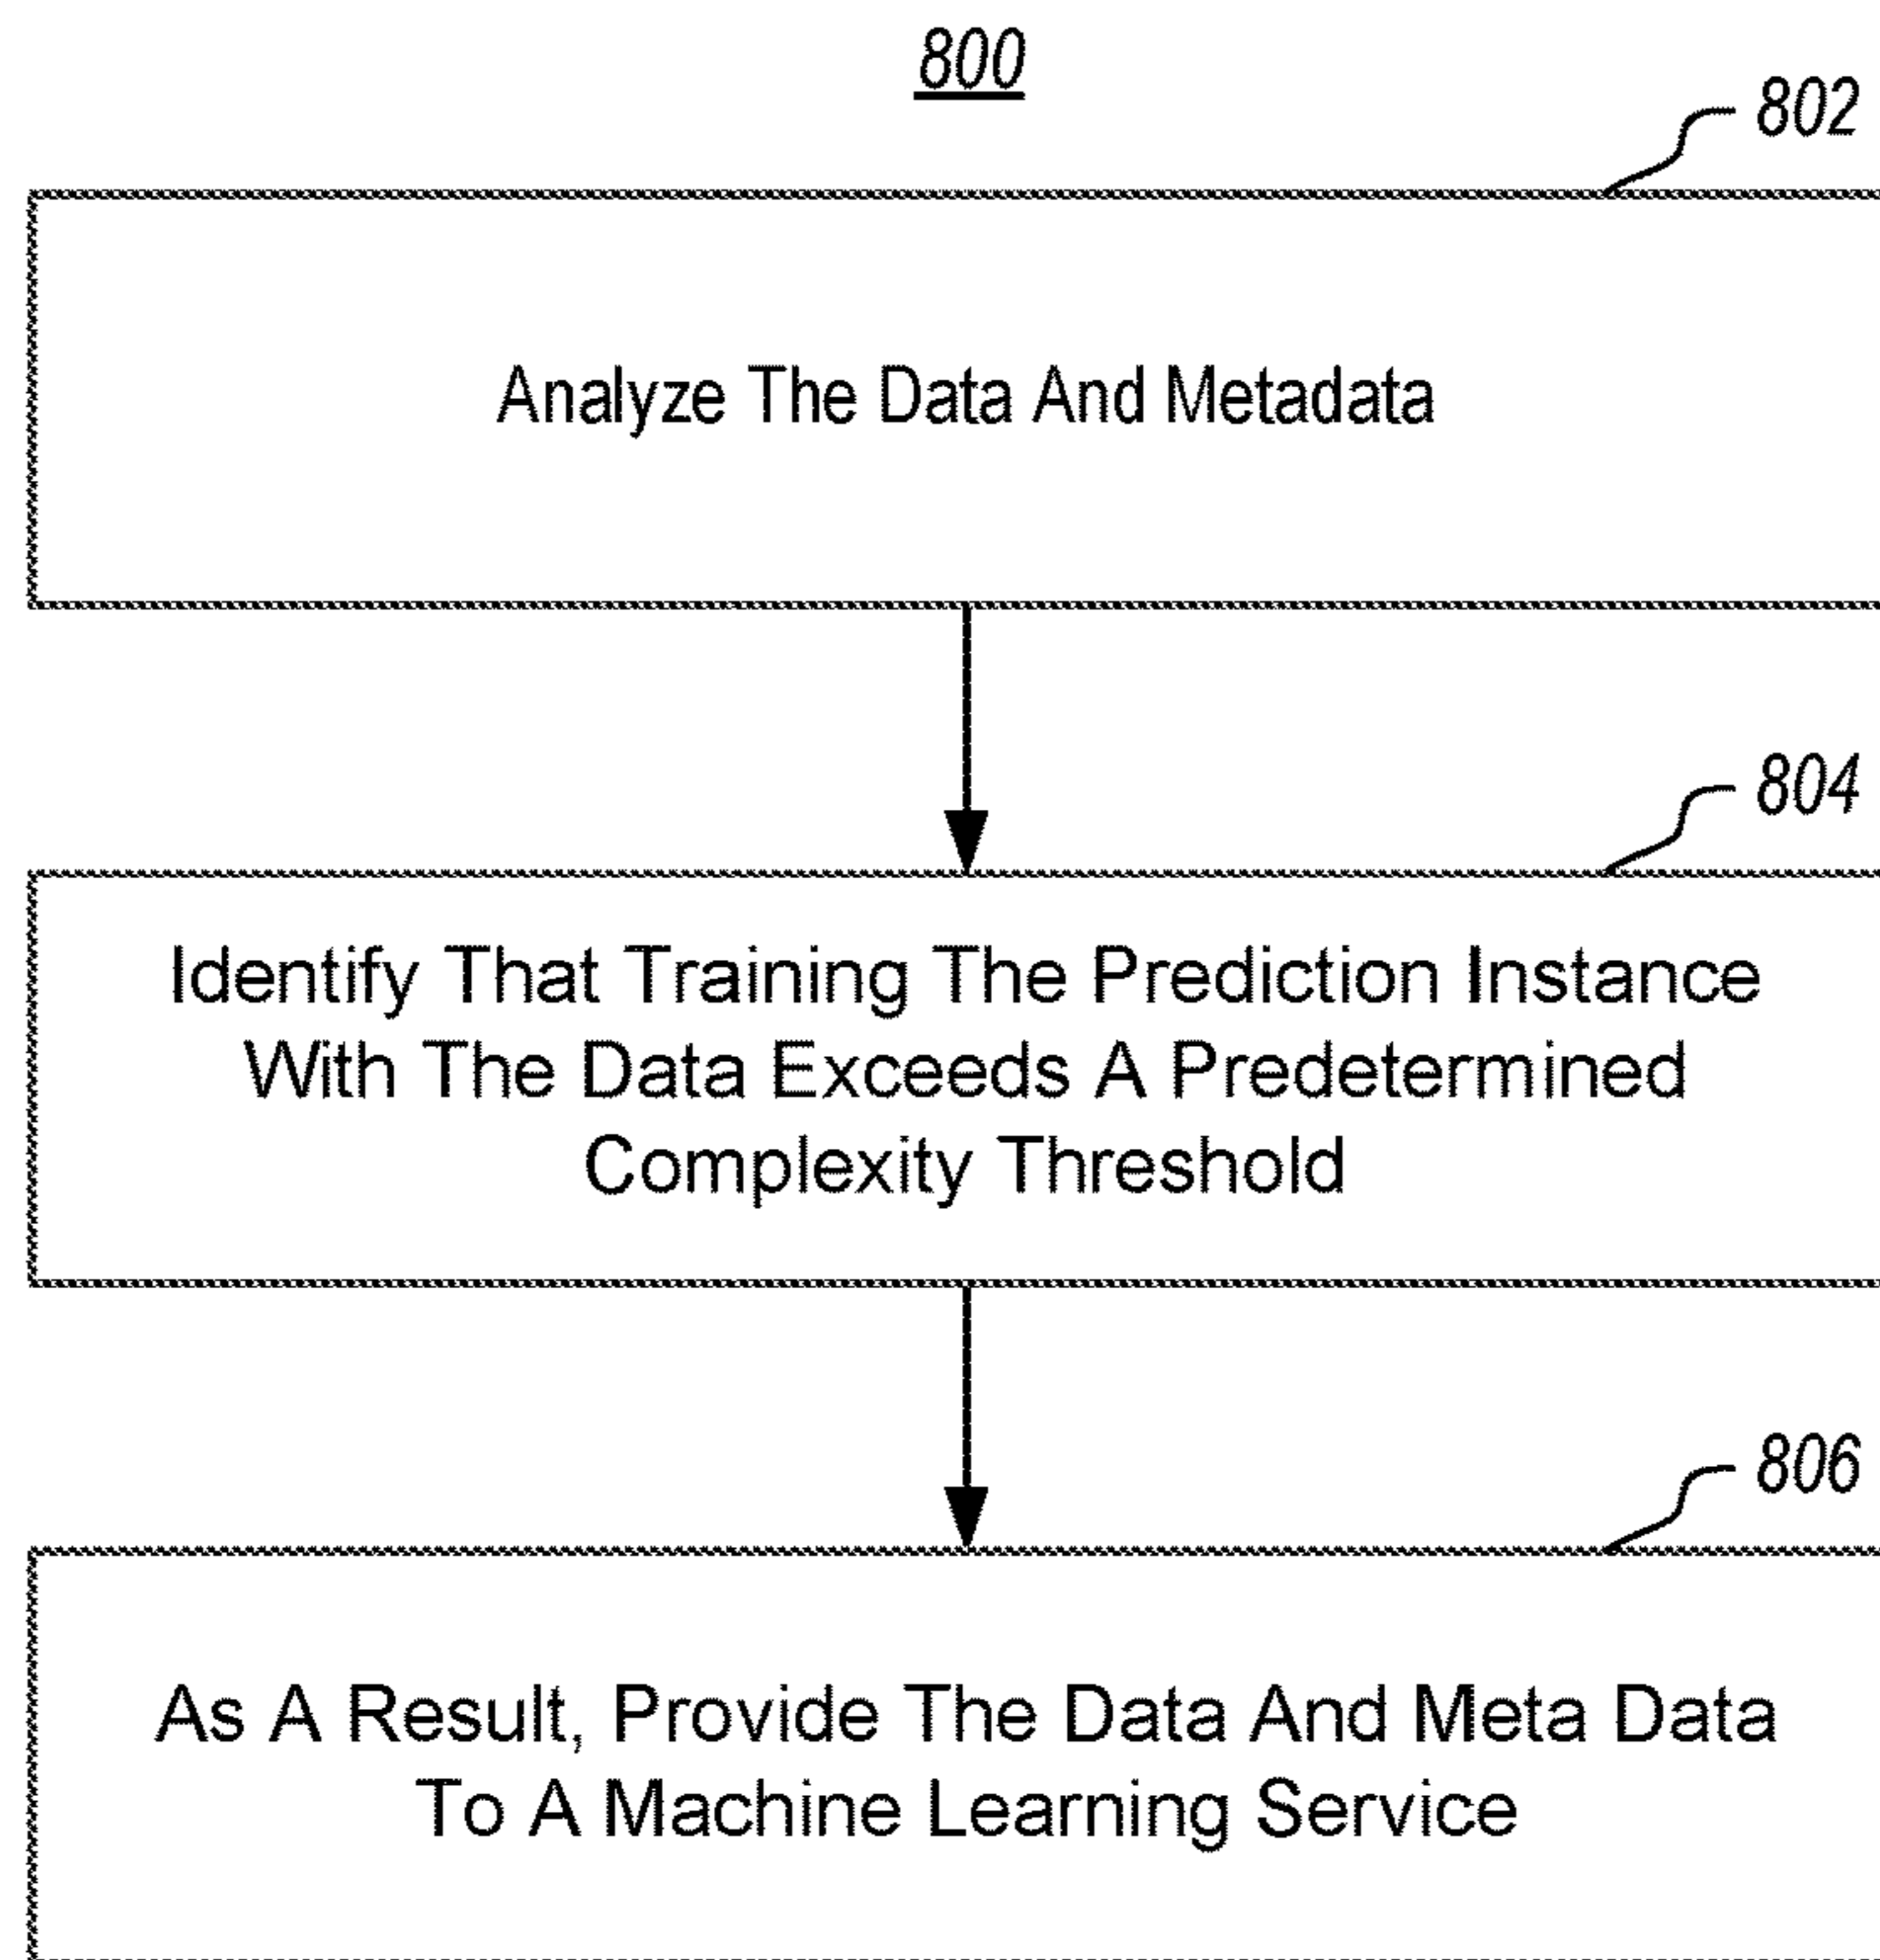 800
802
Analyze The Data And Metadata
804
Identify That Training The Prediction Instance
With The Data Exceeds A Predetermined
Complexity Threshold
806
As A Result, Provide The Data And Meta Data
To A Machine Learning Service